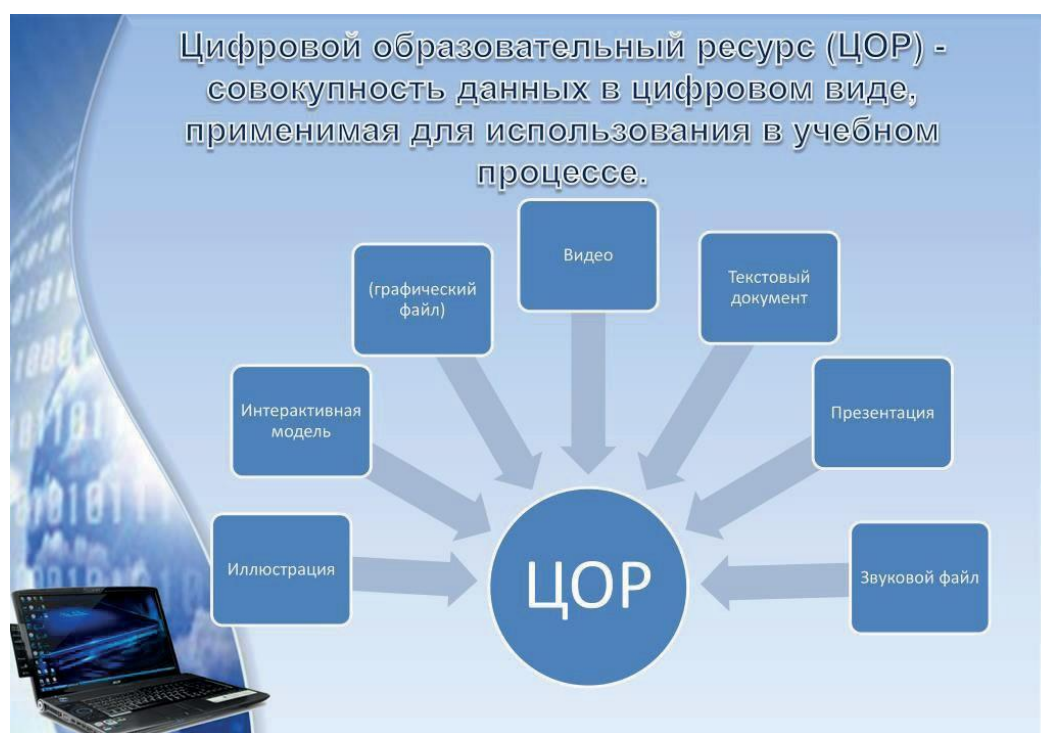 Цифровой образовательный ресурс (ЦОР) -
совокупность данных в цифровом виде,
применимая для использования в учебном
процессе.
Видео
(графический
файл)
Текстовый
документ
Интерактивная
модель
Презентация
Иллюстрация
ЦОР
Звуковой файл